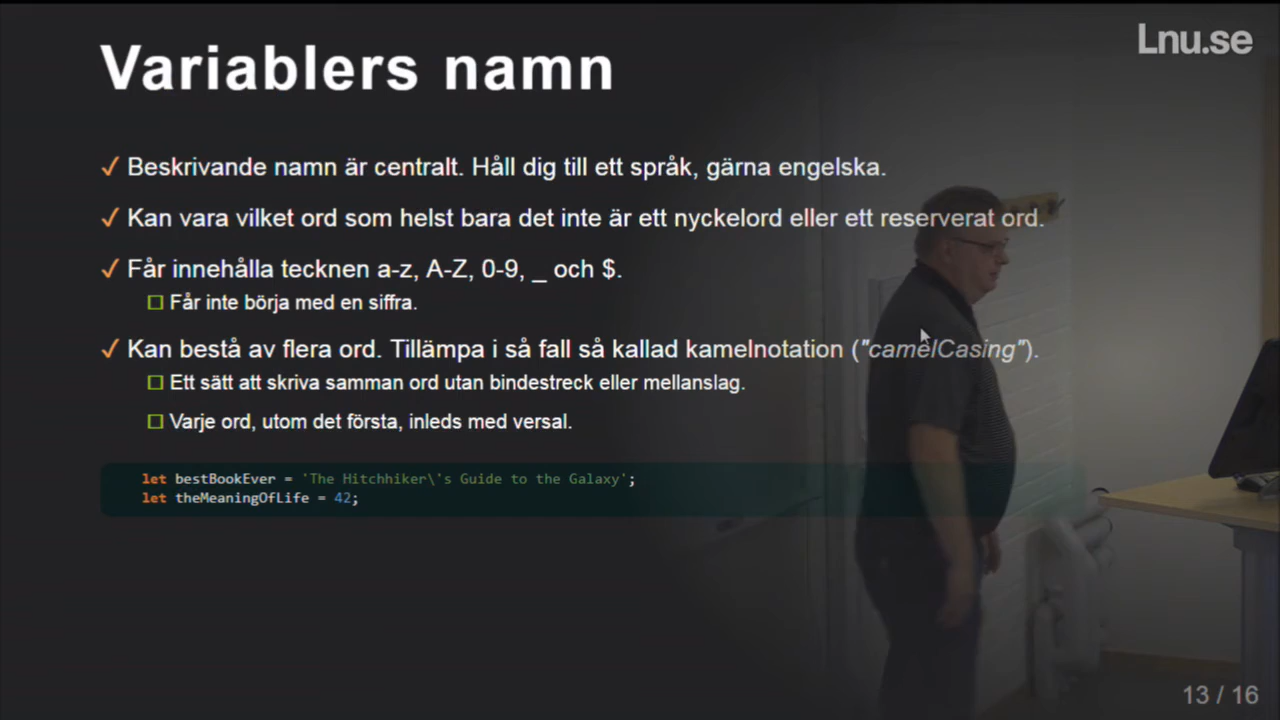 Lnu.se
Variablers namn
Beskrivande namn är centralt. Håll dig till ett språk, gärna engelska.
Kan vara vilket ord som helst bara det inte är ett nyckelord eller ett reserverat ord.
Får innehålla tecknen a-z, A-Z, 0-9, _ och $.
Får inte börja med en siffra.
Kan bestå av flera ord. Tillämpa i så fall så kallad kamelnotation ("camelCasing").
Ett sätt att skriva samman ord utan bindestreck eller mellanslag.
Varje ord, utom det första, inleds med versal.
let bestBookEver = 'The Hitchhiker\'s Guide to the Galaxy';
let theMeaningOfLife = 42;
13 / 16